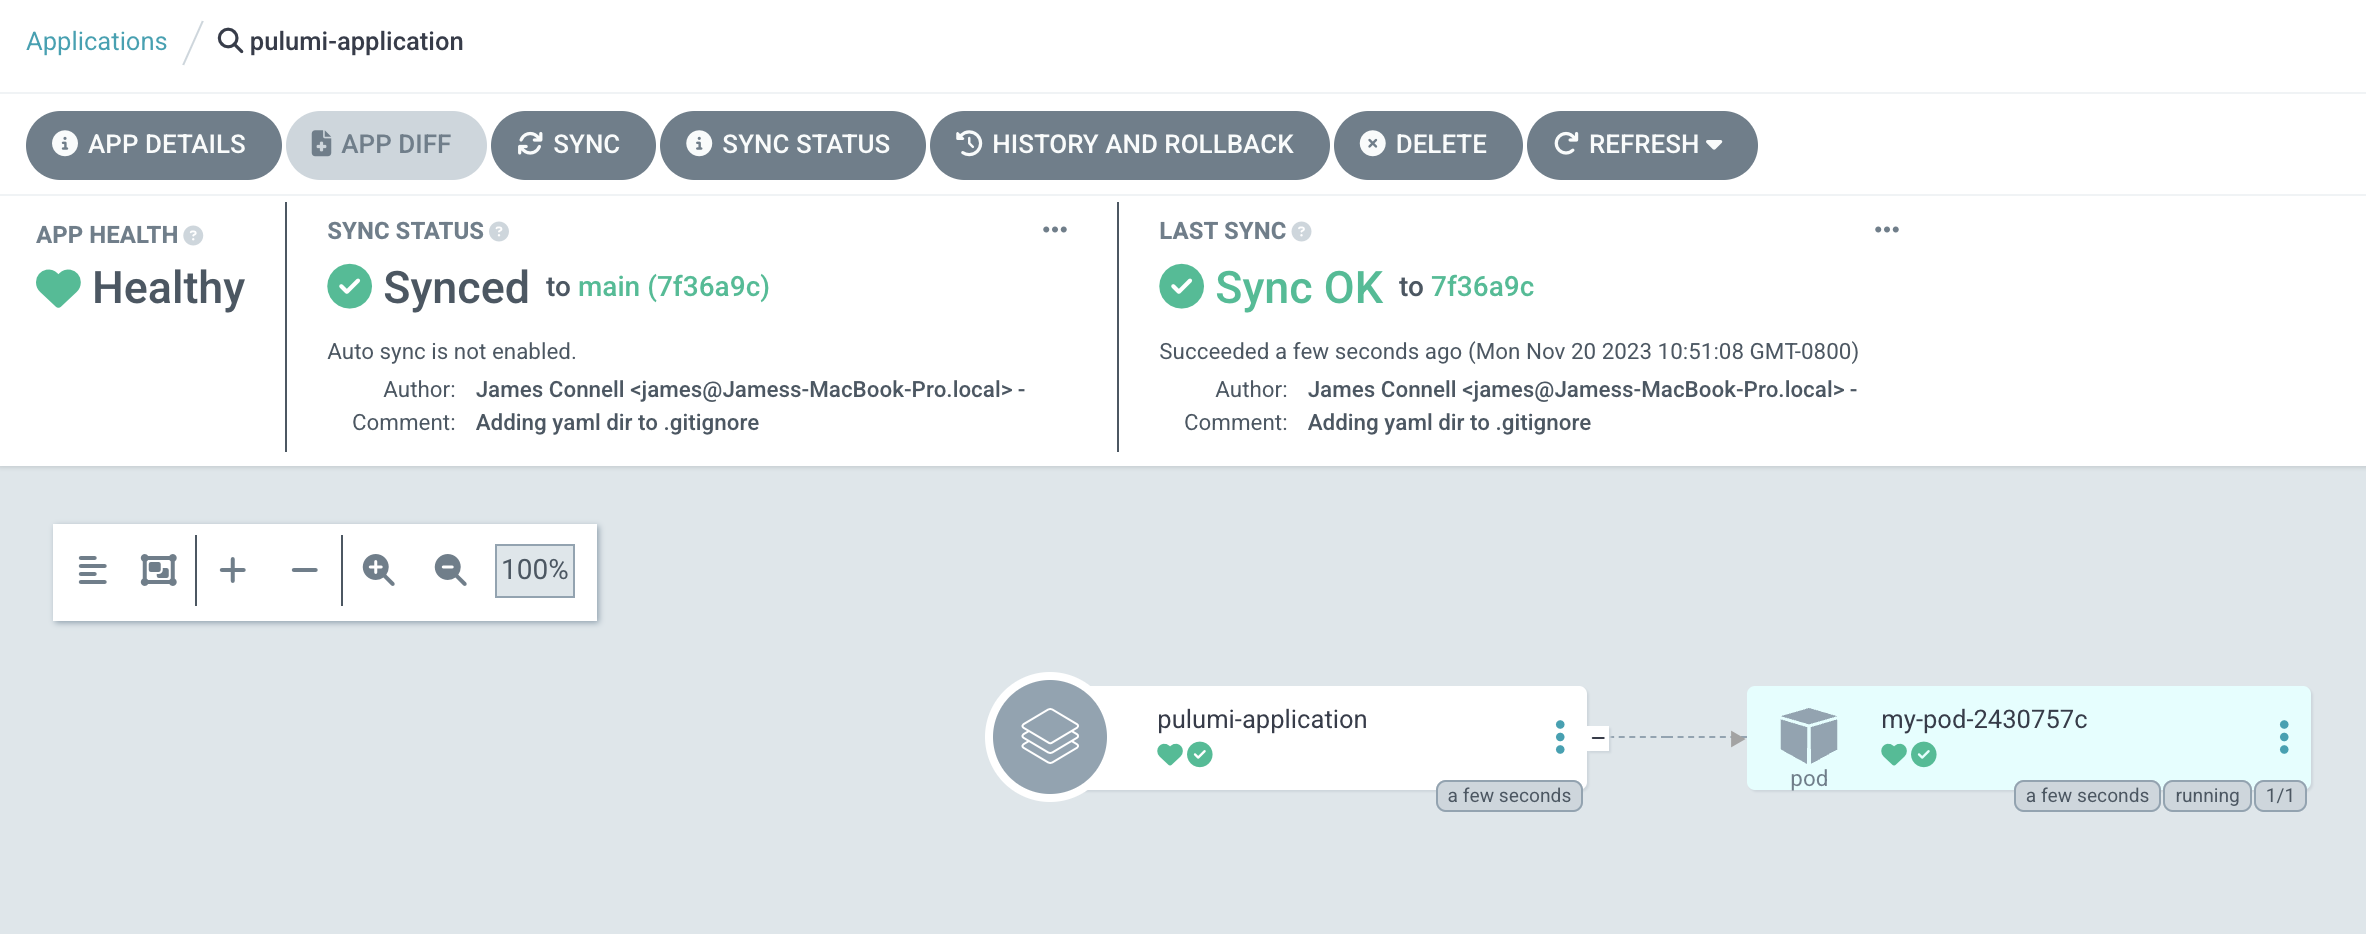 Applications / pulumi-application
APP DETAILS APP DIFF SYNC SYNC STATUS HISTORY AND ROLLBACK DELETE REFRESH
APP HEALTH ?
Healthy
SYNC STATUS ? ...
Synced to main (7f36a9c)
Auto sync is not enabled.
Author: James Connell <james@Jamess-MacBook-Pro.local> -
Comment: Adding yaml dir to .gitignore
LAST SYNC ? ...
Sync OK to 7f36a9c
Succeeded a few seconds ago (Mon Nov 20 2023 10:51:08 GMT-0800)
Author: James Connell <james@Jamess-MacBook-Pro.local> -
Comment: Adding yaml dir to .gitignore
100%
pulumi-application
a few seconds
my-pod-2430757c
pod
a few seconds running 1/1